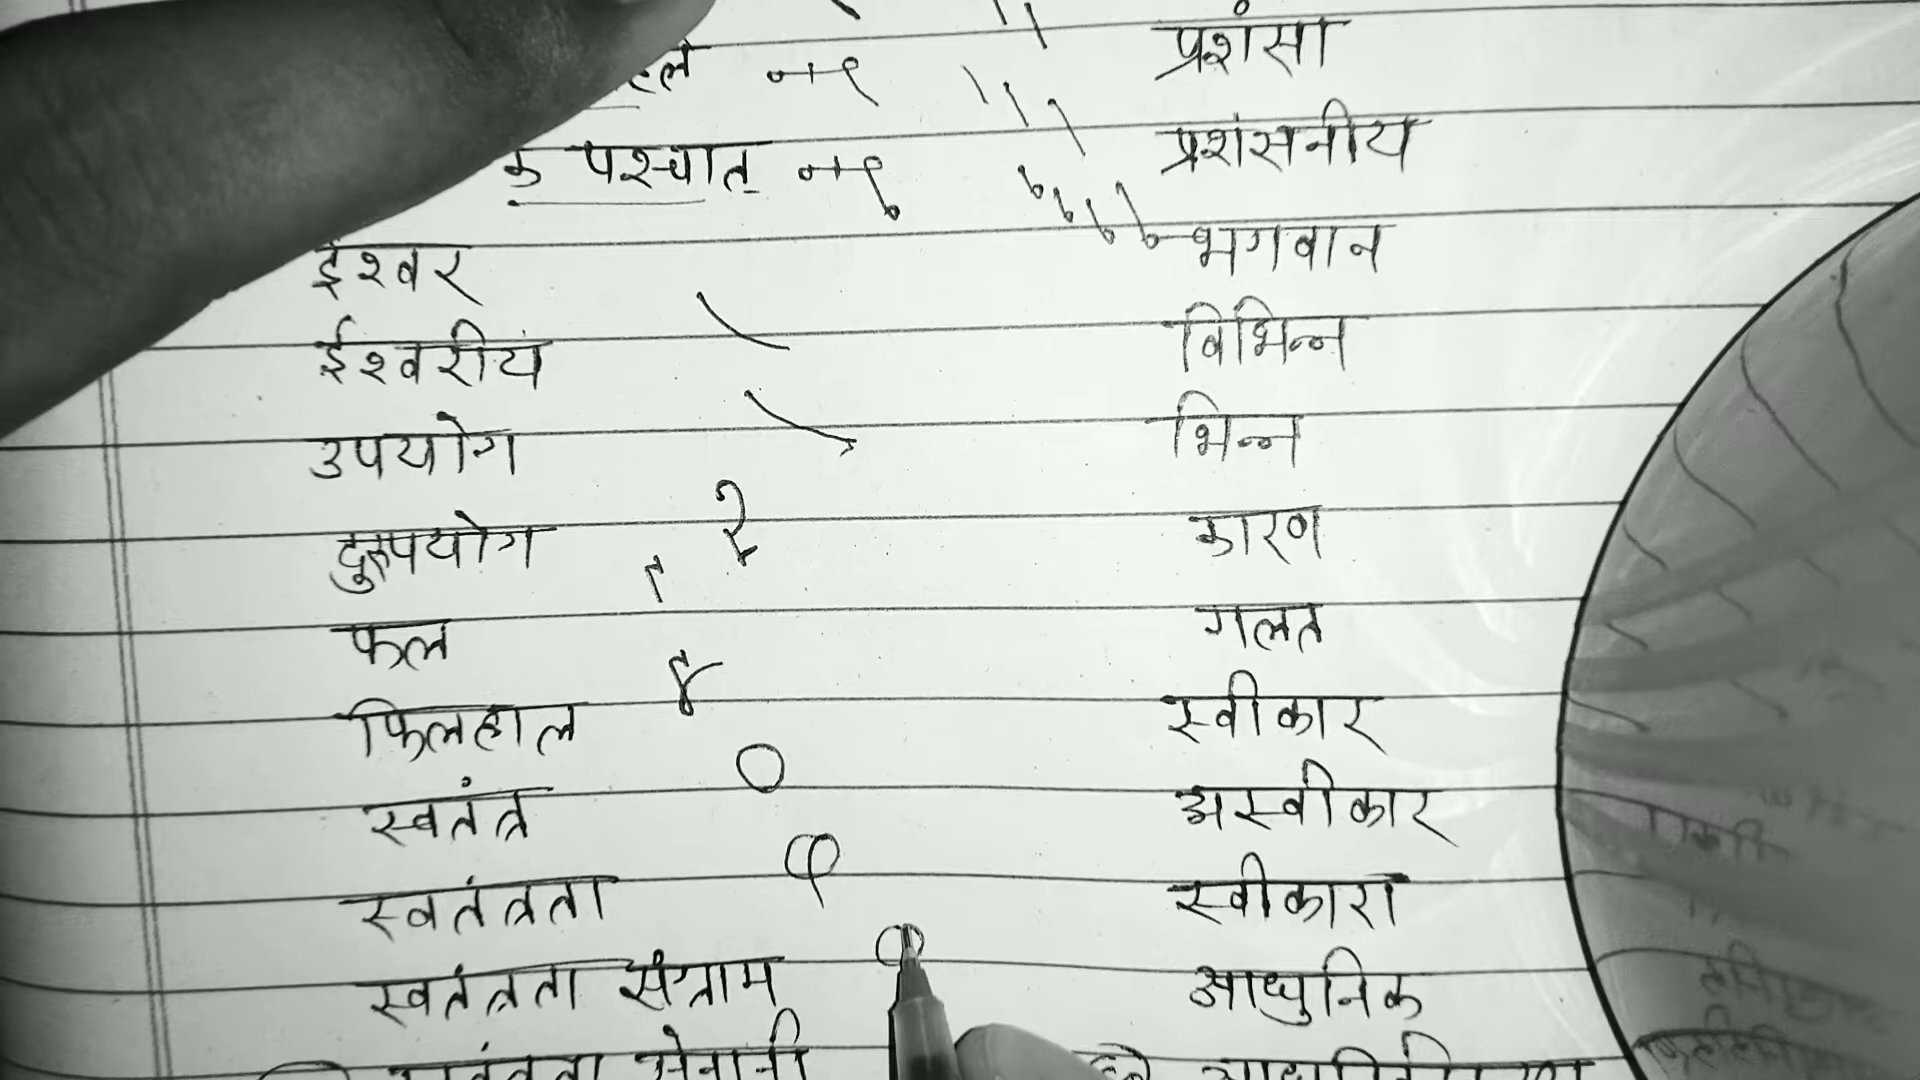 प्रशंसा
के पश्चात् प्रशंसनीय
ईश्वर भगवान
ईश्वरीय विभिन्न
उपयोग भिन्न
दुरुपयोग कारण
फल गलत
फिलहाल स्वीकार
स्वतंत्र अस्वीकार
स्वतंत्रता स्वीकारा
स्वतंत्रता संग्राम आधुनिक
सेनानी